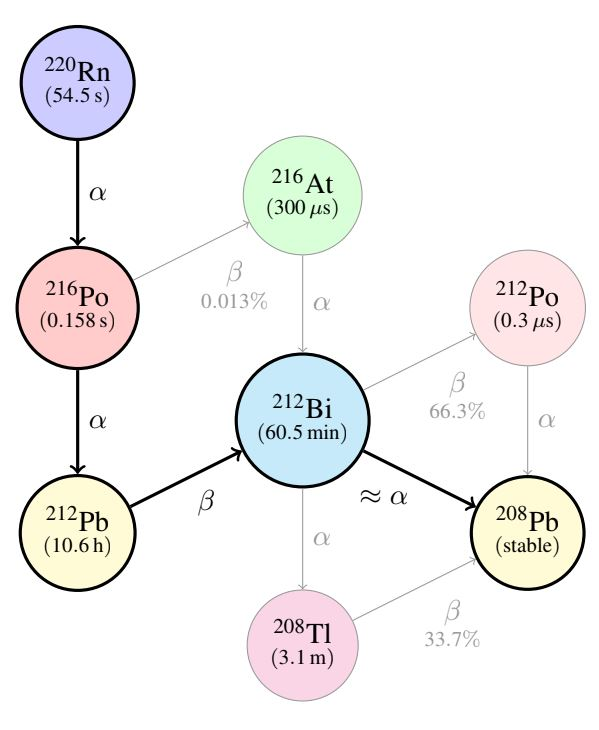 ²²⁰Rn
(54.5 s)
α
²¹⁶At
(300 μs)
²¹⁶Po
(0.158 s)
β
0.013%
α
²¹²Po
(0.3 μs)
α
²¹²Bi
(60.5 min)
β
66.3%
α
²¹²Pb
(10.6 h)
β
≈ α
²⁰⁸Pb
(stable)
α
²⁰⁸Tl
(3.1 m)
β
33.7%